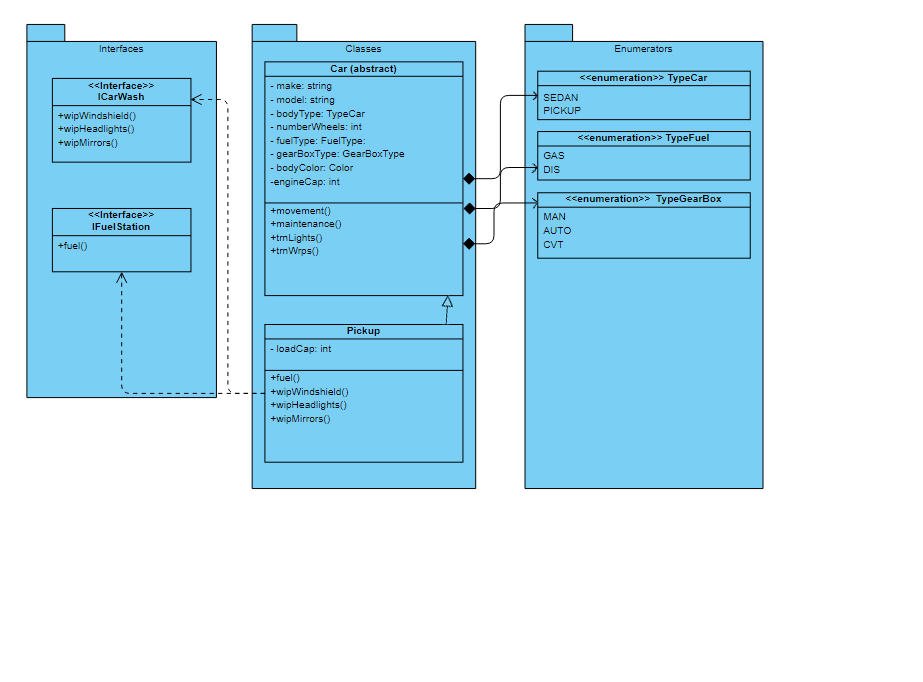 Interfaces
<<Interface>>
ICarWash
+wipWindshield()
+wipHeadlights()
+wipMirrors()
<<Interface>>
IFuelStation
+fuel()
Classes
Car (abstract)
- make: string
- model: string
- bodyType: TypeCar
- numberWheels: int
- fuelType: FuelType:
- gearBoxType: GearBoxType
- bodyColor: Color
-engineCap: int
+movement()
+maintenance()
+trnLights()
+trnWrps()
Pickup
- loadCap: int
+fuel()
+wipWindshield()
+wipHeadlights()
+wipMirrors()
Enumerators
<<enumeration>> TypeCar
SEDAN
PICKUP
<<enumeration>> TypeFuel
GAS
DIS
<<enumeration>> TypeGearBox
MAN
AUTO
CVT